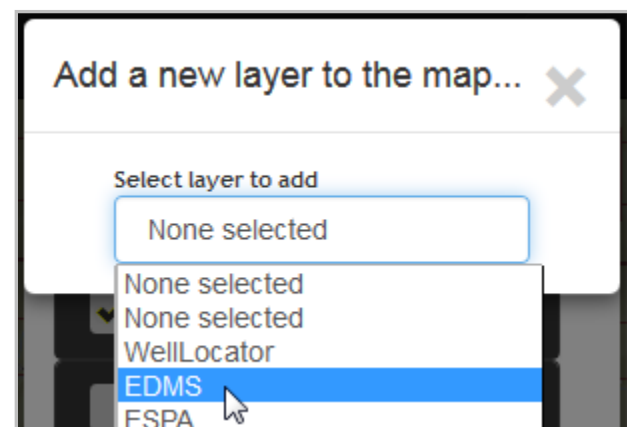 Add a new layer to the map...
Select layer to add
None selected
None selected
None selected
WellLocator
EDMS
ESPA